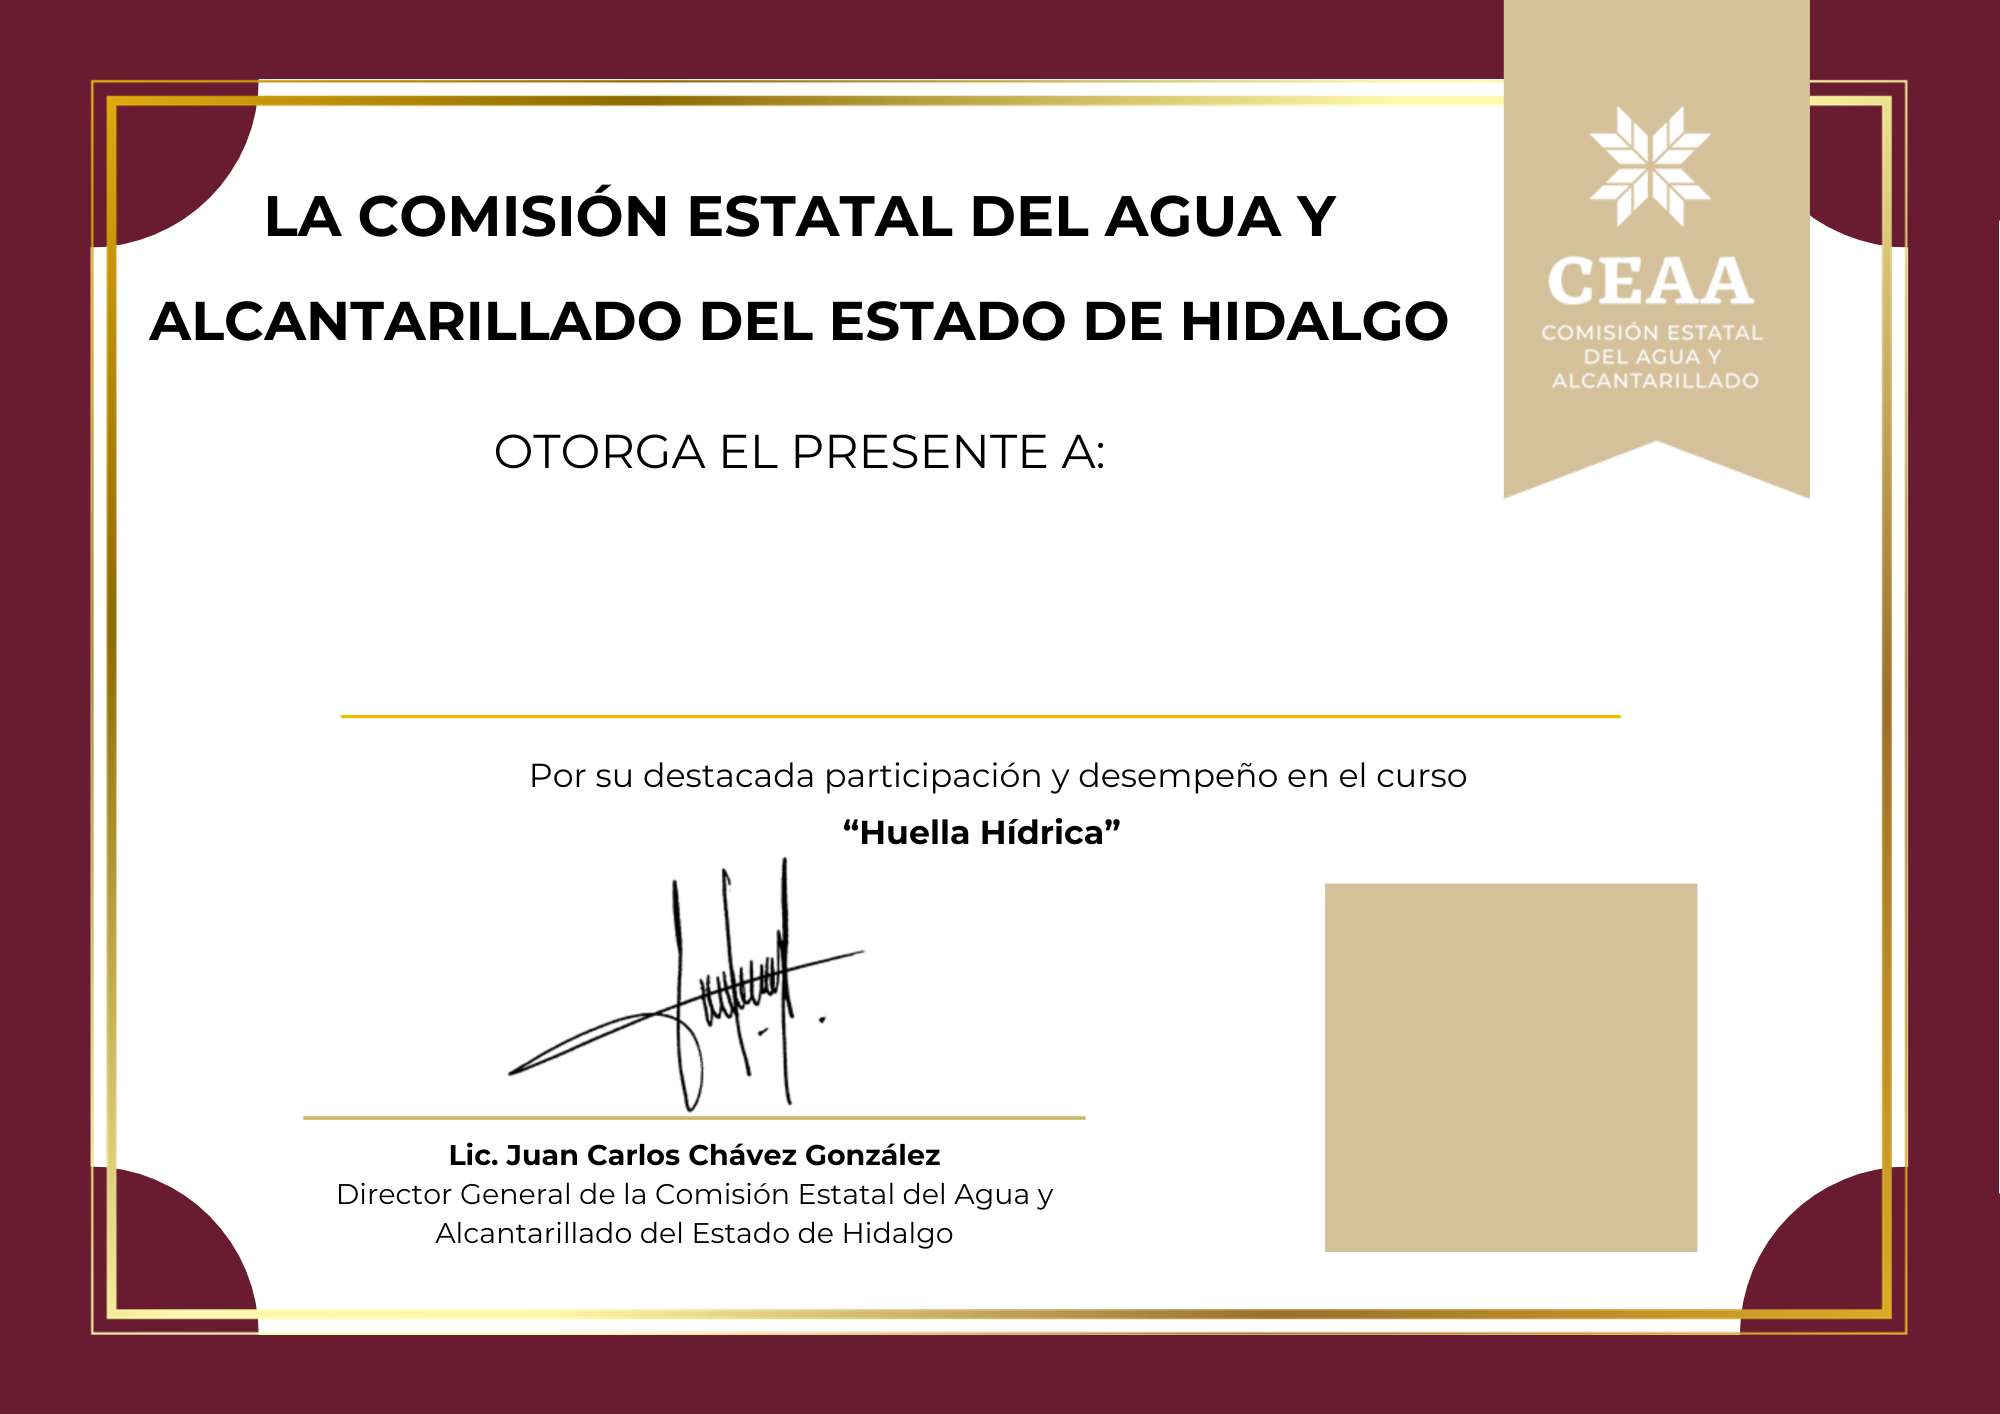 LA COMISIÓN ESTATAL DEL AGUA Y
ALCANTARILLADO DEL ESTADO DE HIDALGO
CEAA
COMISIÓN ESTATAL
DEL AGUA Y
ALCANTARILLADO
OTORGA EL PRESENTE A:
Por su destacada participación y desempeño en el curso
“Huella Hídrica”
Lic. Juan Carlos Chávez González
Director General de la Comisión Estatal del Agua y
Alcantarillado del Estado de Hidalgo